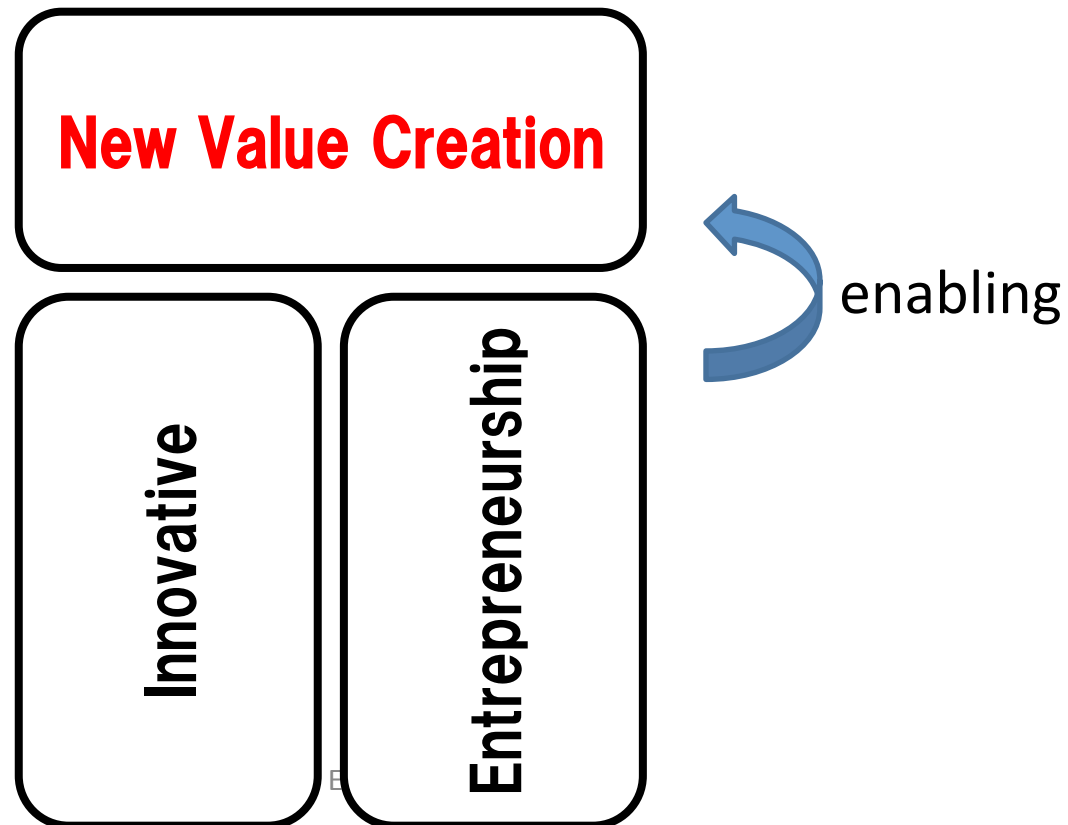 New Value Creation
enabling
Innovative
Entrepreneurship
E